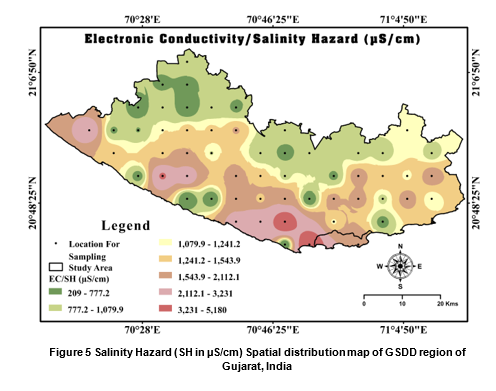 70°28'E 70°46'25"E 71°4'50"E
Electronic Conductivity/Salinity Hazard (µS/cm)
21°6'50"N 21°6'50"N
20°48'25"N 20°48'25"N
Legend
Location For
Sampling
Study Area
EC/SH (µS/cm)
209 - 777.2
777.2 - 1,079.9
1,079.9 - 1,241.2
1,241.2 - 1,543.9
1,543.9 - 2,112.1
2,112.1 - 3,231
3,231 - 5,180
N
W E
S
0 10 20 Kms
70°28'E 70°46'25"E 71°4'50"E
Figure 5 Salinity Hazard (SH in µS/cm) Spatial distribution map of GSDD region of
Gujarat, India